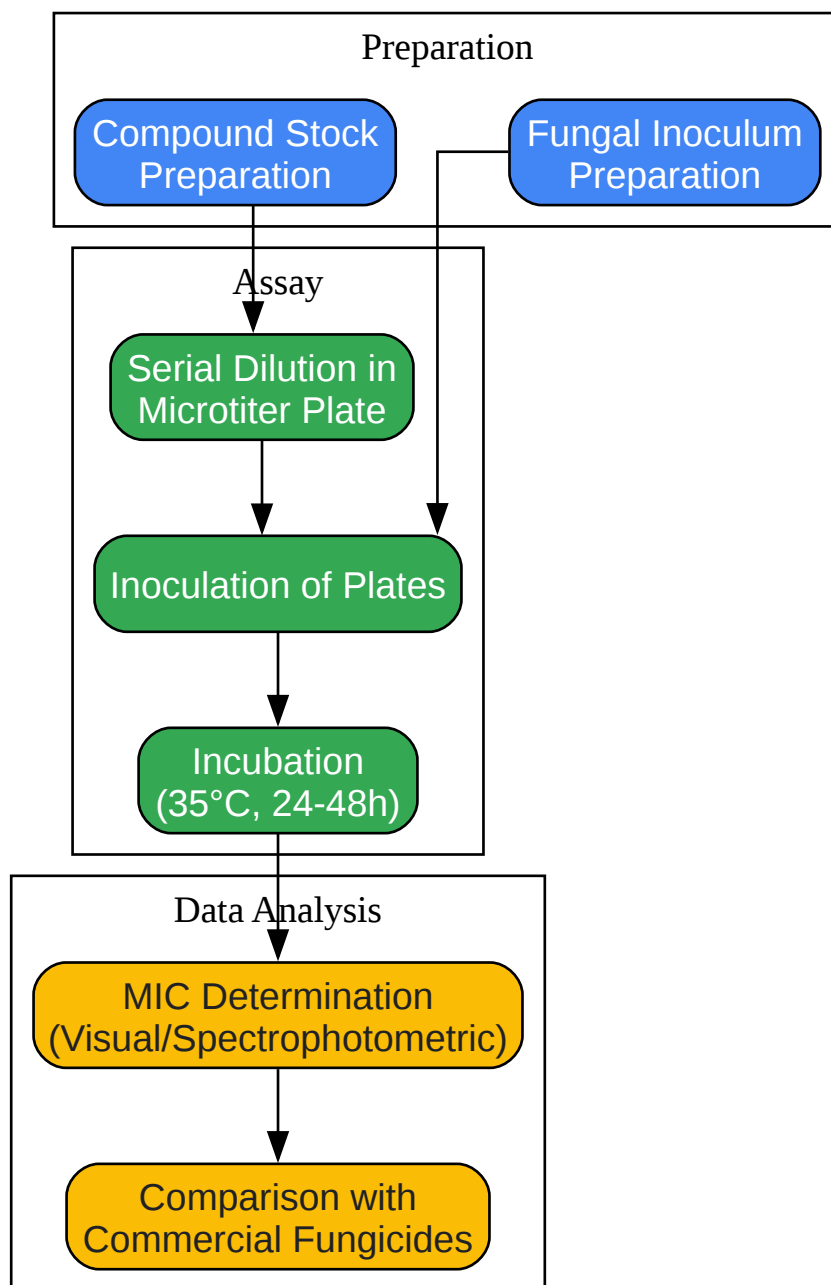 Preparation
Compound Stock
Preparation
Fungal Inoculum
Preparation
Assay
Serial Dilution in
Microtiter Plate
Inoculation of Plates
Incubation
(35°C, 24-48h)
Data Analysis
MIC Determination
(Visual/Spectrophotometric)
Comparison with
Commercial Fungicides